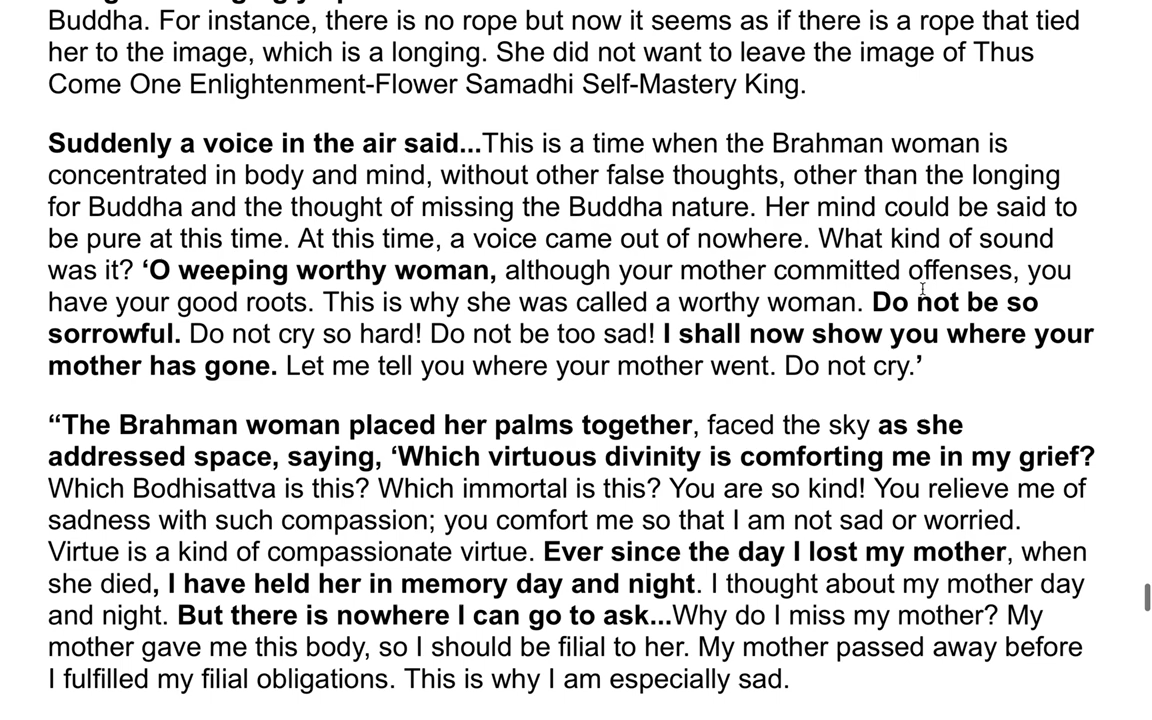 Buddha. For instance, there is no rope but now it seems as if there is a rope that tied
her to the image, which is a longing. She did not want to leave the image of Thus
Come One Enlightenment-Flower Samadhi Self-Mastery King.
Suddenly a voice in the air said...This is a time when the Brahman woman is
concentrated in body and mind, without other false thoughts, other than the longing
for Buddha and the thought of missing the Buddha nature. Her mind could be said to
be pure at this time. At this time, a voice came out of nowhere. What kind of sound
was it? ‘O weeping worthy woman, although your mother committed offenses, you
have your good roots. This is why she was called a worthy woman. Do not be so
sorrowful. Do not cry so hard! Do not be too sad! I shall now show you where your
mother has gone. Let me tell you where your mother went. Do not cry.’
“The Brahman woman placed her palms together, faced the sky as she
addressed space, saying, ‘Which virtuous divinity is comforting me in my grief?
Which Bodhisattva is this? Which immortal is this? You are so kind! You relieve me of
sadness with such compassion; you comfort me so that I am not sad or worried.
Virtue is a kind of compassionate virtue. Ever since the day I lost my mother, when
she died, I have held her in memory day and night. I thought about my mother day
and night. But there is nowhere I can go to ask...Why do I miss my mother? My
mother gave me this body, so I should be filial to her. My mother passed away before
I fulfilled my filial obligations. This is why I am especially sad.